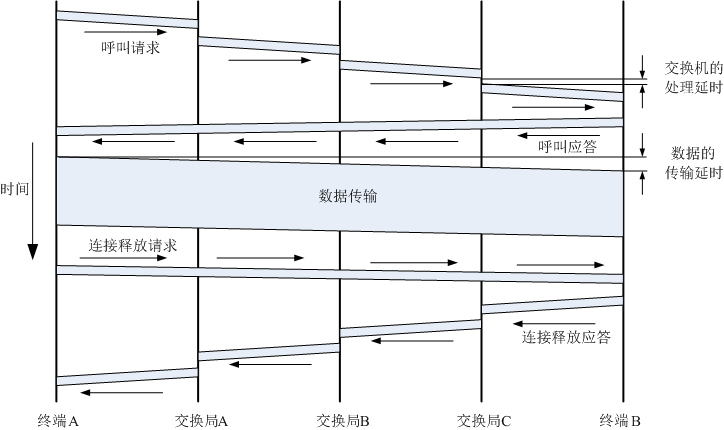 呼叫请求
交换机的
处理延时
呼叫应答
数据的
传输延时
时间
数据传输
连接释放请求
连接释放应答
终端A
交换局A
交换局B
交换局C
终端B